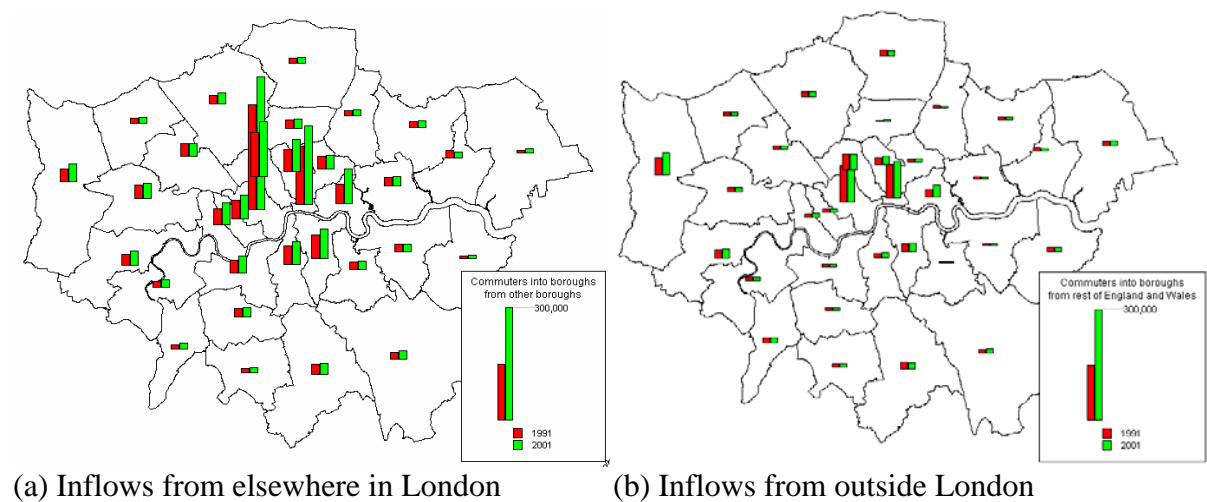 Commuters into boroughs
from other boroughs
300,000
1991
2001
Commuters into boroughs
from rest of England and Wales
300,000
1991
2001
(a) Inflows from elsewhere in London
(b) Inflows from outside London